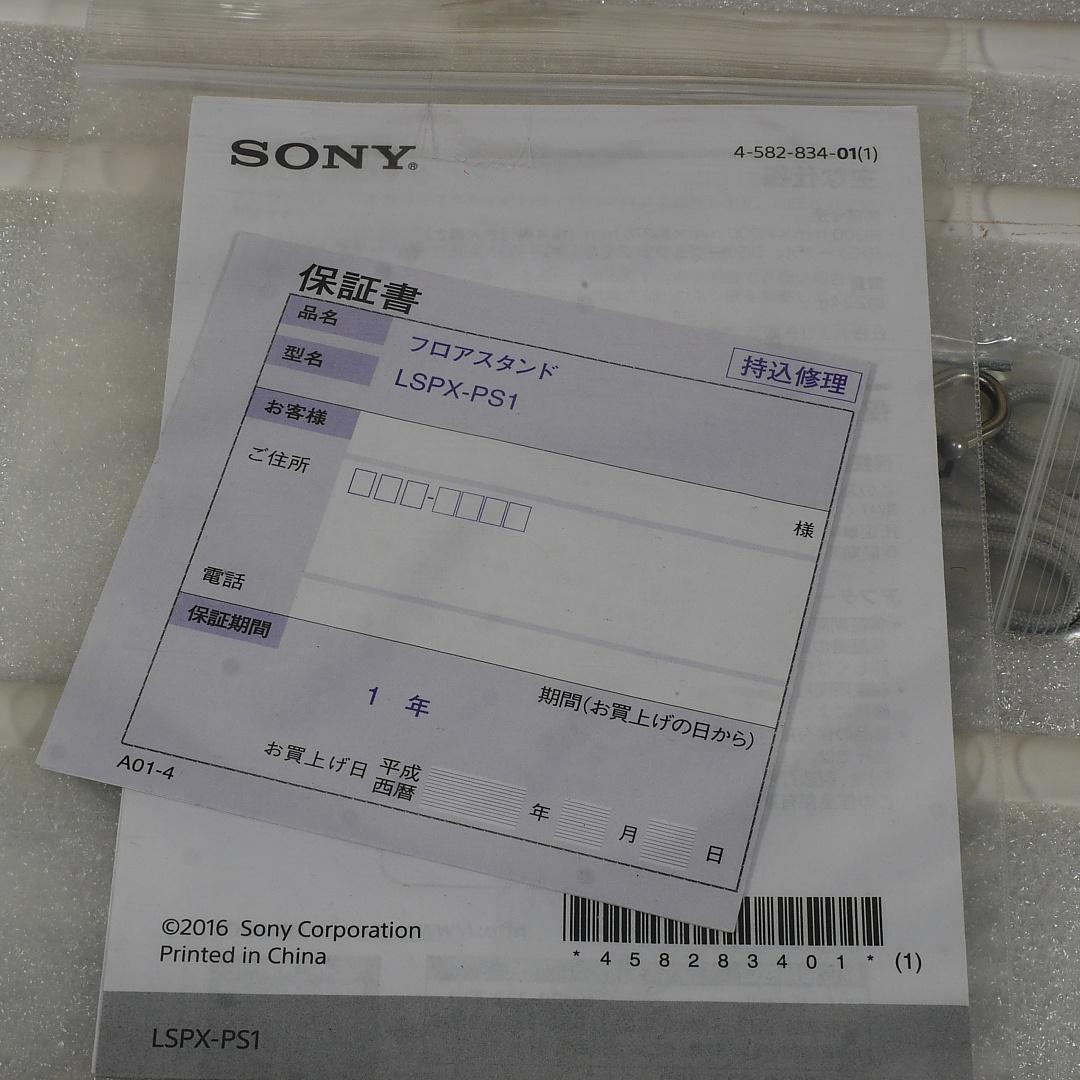 SONY®
4-582-834-01(1)
保証書
品名
フロアスタンド
持込修理
型名
LSPX-PS1
お客様
様
ご住所
電話
保証期間
1 年
期間(お買上げの日から)
お買上げ日 平成
西暦
年 月 日
A01-4
©2016 Sony Corporation
Printed in China
* 4 5 8 2 8 3 4 0 1 * (1)
LSPX-PS1